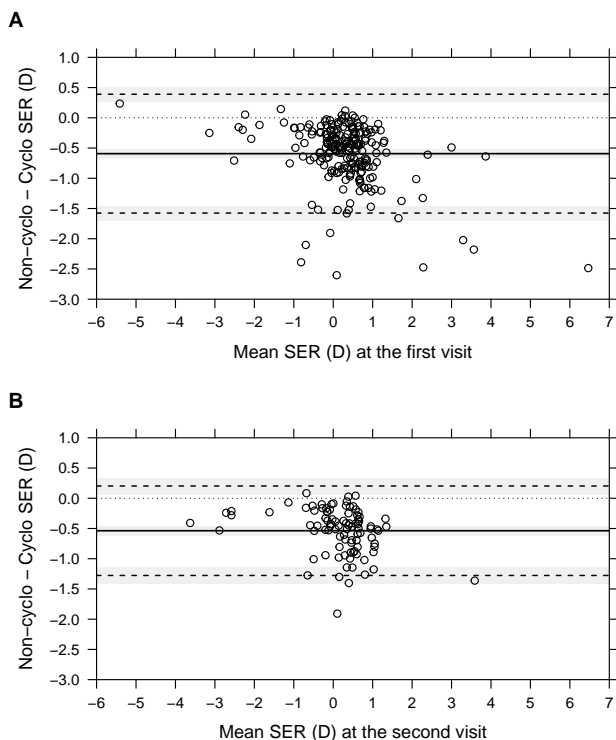 A
Non−cyclo − Cyclo SER (D)
1.0
0.5
0.0
−0.5
−1.0
−1.5
−2.0
−2.5
−3.0
−6 −5 −4 −3 −2 −1 0 1 2 3 4 5 6 7
Mean SER (D) at the first visit
B
Non−cyclo − Cyclo SER (D)
1.0
0.5
0.0
−0.5
−1.0
−1.5
−2.0
−2.5
−3.0
−6 −5 −4 −3 −2 −1 0 1 2 3 4 5 6 7
Mean SER (D) at the second visit